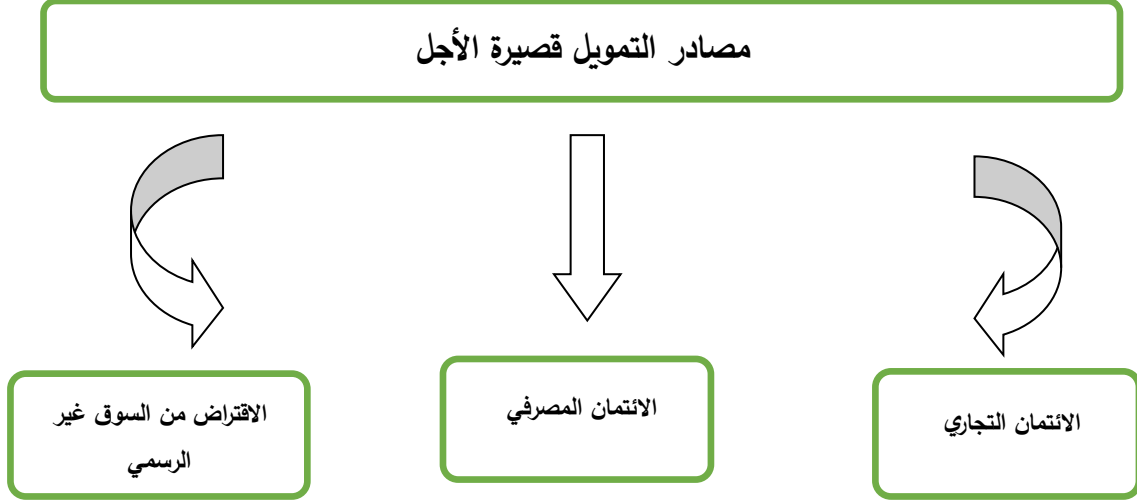 مصادر التمويل قصيرة الأجل
الائتمان التجاري
الائتمان المصرفي
الاقتراض من السوق غير
الرسمي